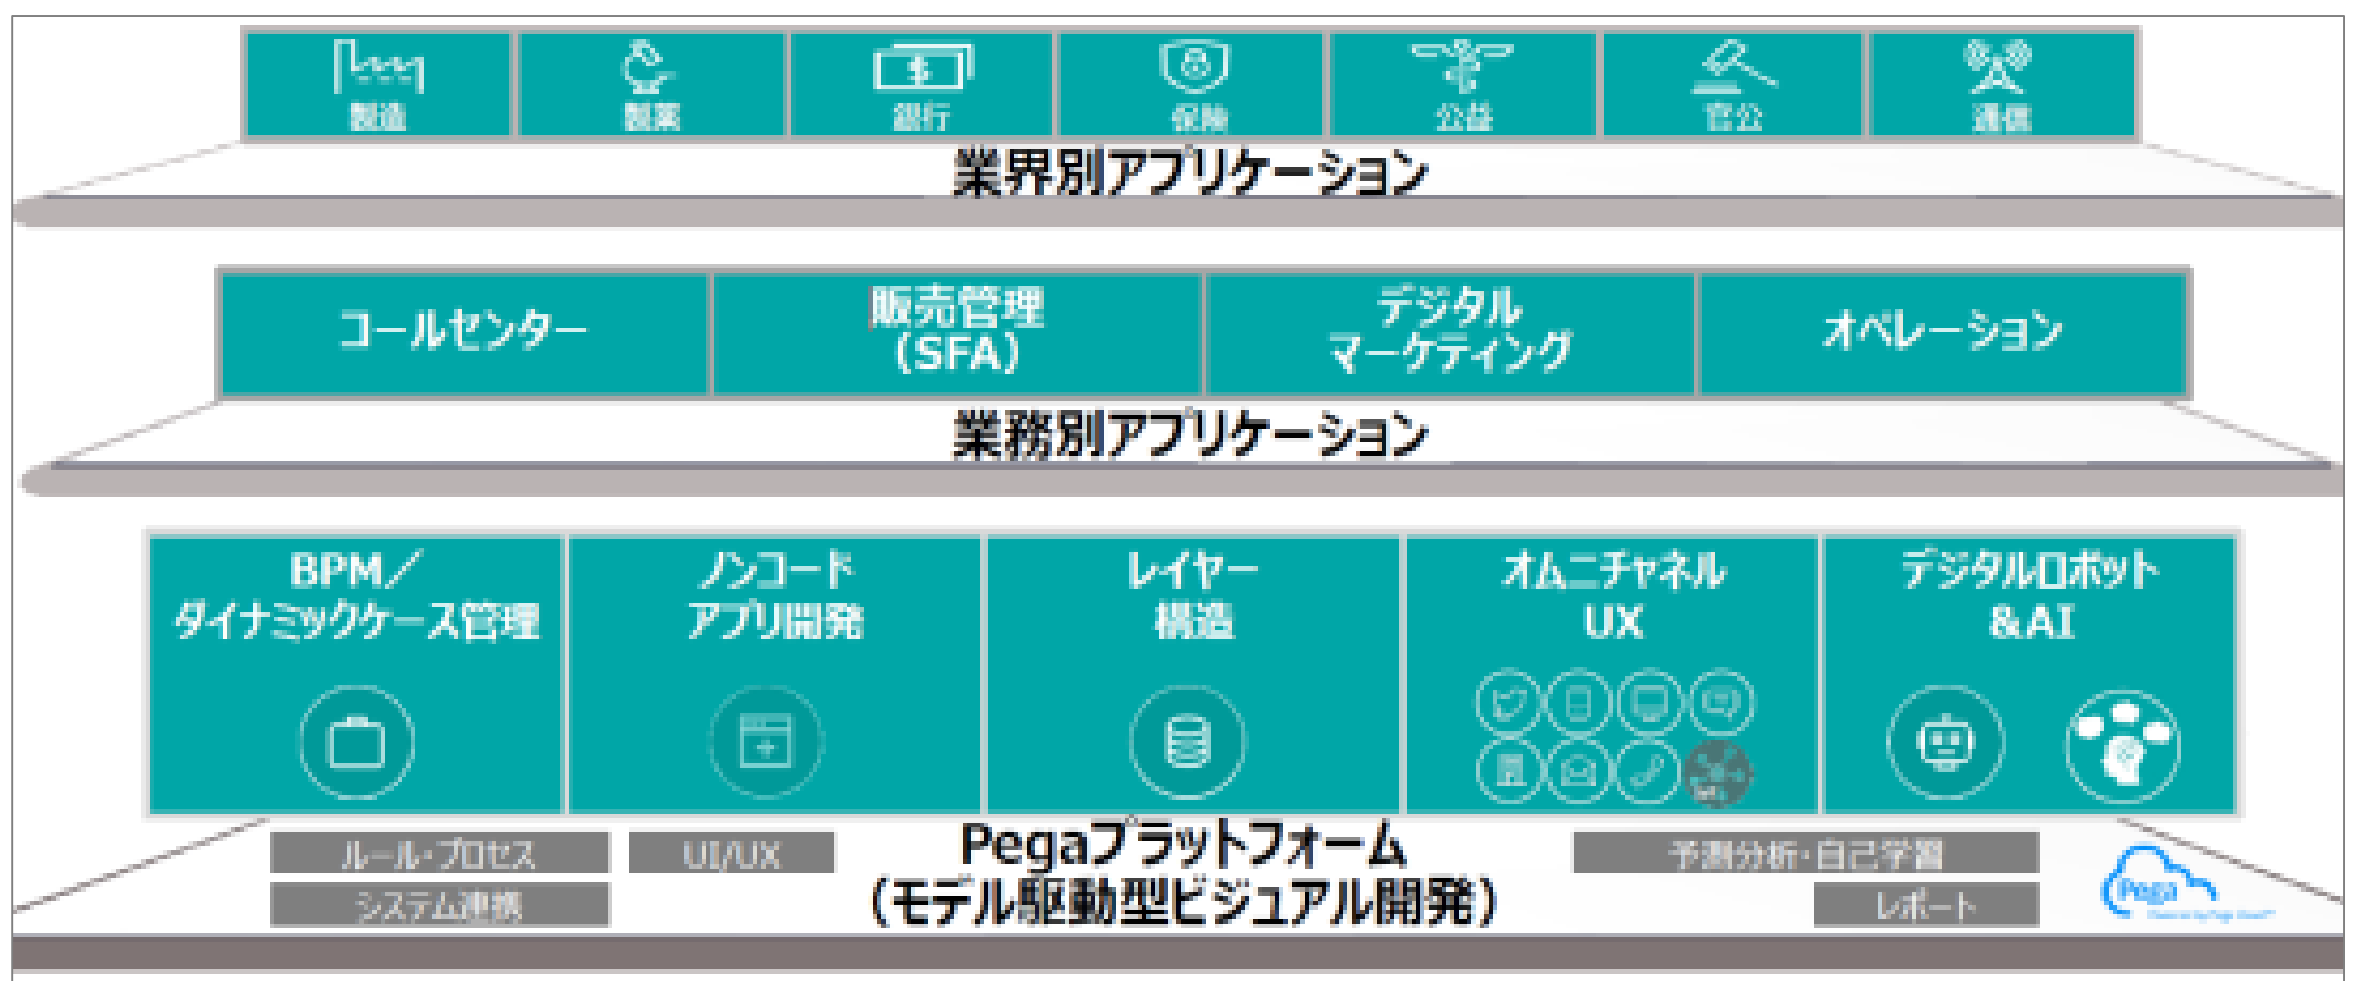 製造
製薬
銀行
保険
公益
官公
通信
業界別アプリケーション
コールセンター
販売管理
(SFA)
デジタル
マーケティング
オペレーション
業務別アプリケーション
BPM／
ダイナミックケース管理
ノンコード
アプリ開発
レイヤー
構造
オムニチャネル
UX
デジタルロボット
&AI
ルール・プロセス
UI/UX
システム連携
Pegaプラットフォーム
(モデル駆動型ビジュアル開発)
予測分析・自己学習
レポート
Pega